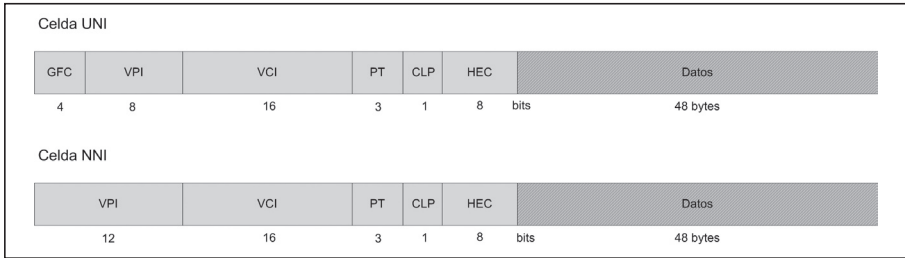 Celda UNI
GFC VPI VCI PT CLP HEC Datos
4 8 16 3 1 8 bits 48 bytes
Celda NNI
VPI VCI PT CLP HEC Datos
12 16 3 1 8 bits 48 bytes